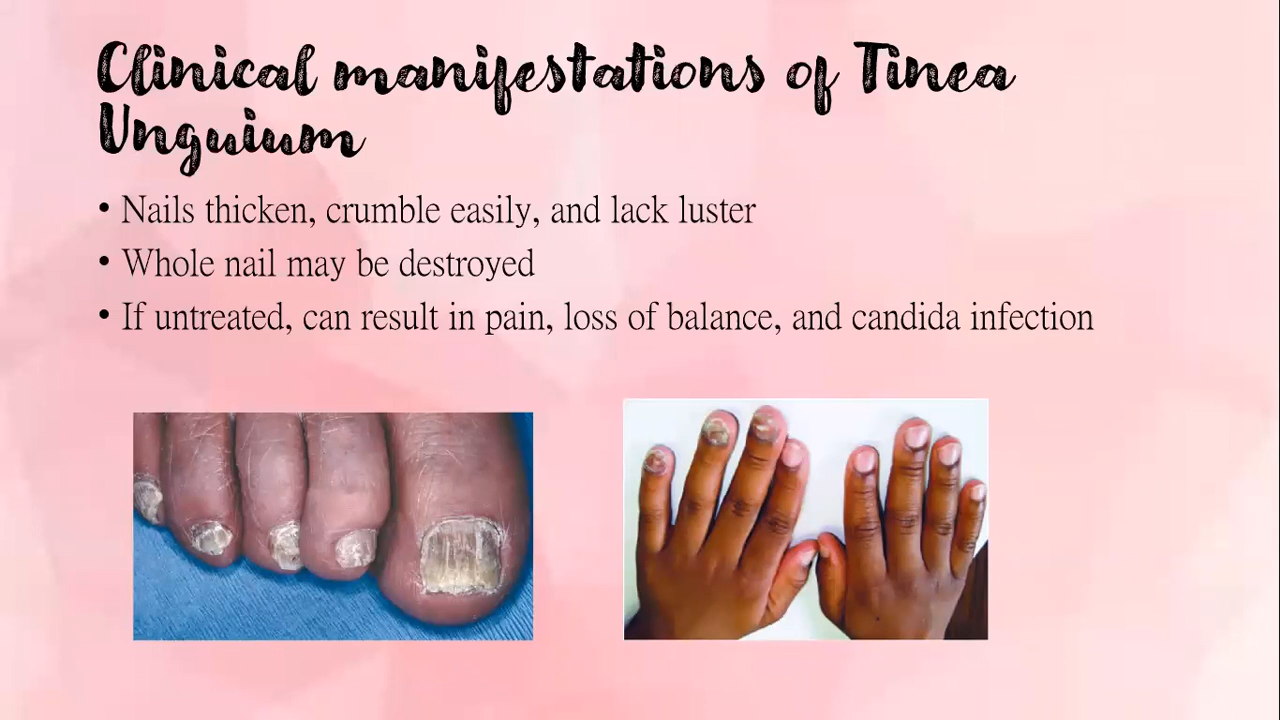 Clinical manifestations of Tinea
Unguium
• Nails thicken, crumble easily, and lack luster
• Whole nail may be destroyed
• If untreated, can result in pain, loss of balance, and candida infection